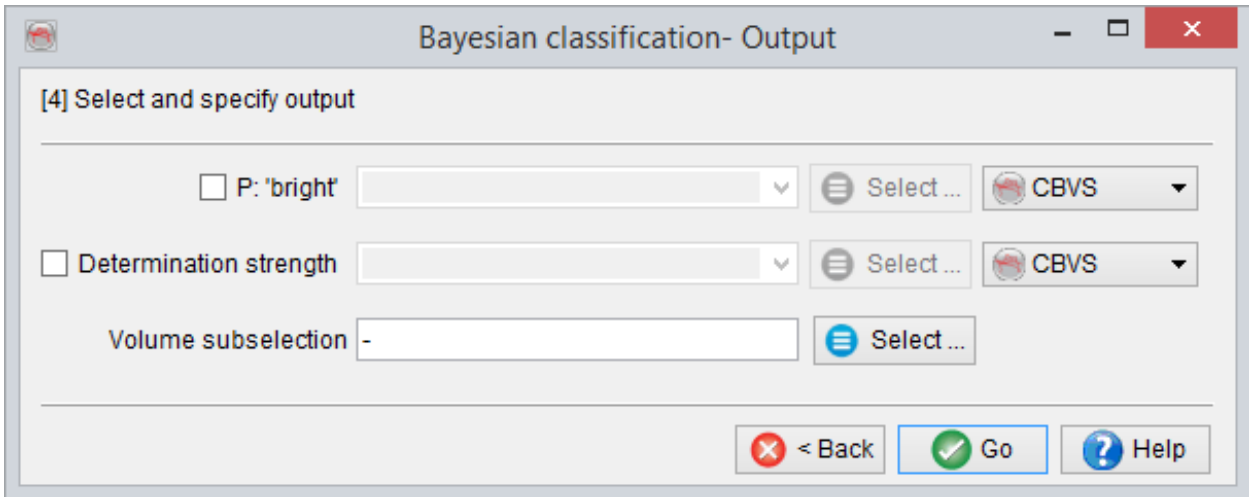 Bayesian classification- Output
[4] Select and specify output
P: 'bright' Select ... CBVS
Determination strength Select ... CBVS
Volume subselection - Select ...
< Back Go Help